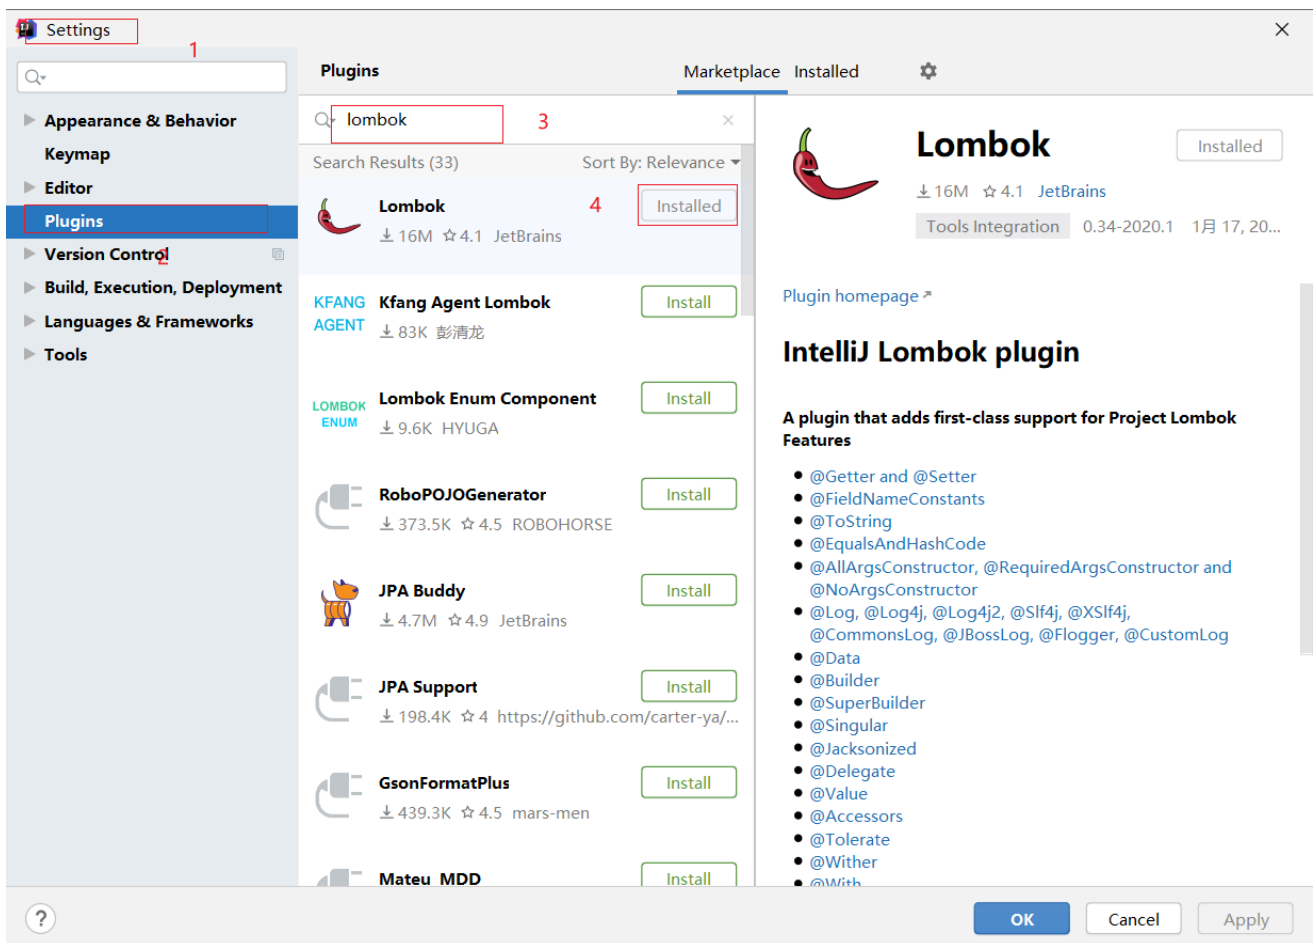 Settings
1
Appearance & Behavior
Keymap
Editor
Plugins
Version Control
2
Build, Execution, Deployment
Languages & Frameworks
Tools
Plugins
Marketplace
Installed
lombok
3
Search Results (33)
Sort By: Relevance
Lombok
4
Installed
16M 4.1 JetBrains
KFANG AGENT
Kfang Agent Lombok
Install
83K 彭清龙
LOMBOK ENUM
Lombok Enum Component
Install
9.6K HYUGA
RoboPOJOGenerator
Install
373.5K 4.5 ROBOHORSE
JPA Buddy
Install
4.7M 4.9 JetBrains
JPA Support
Install
198.4K 4 https://github.com/carter-ya/...
GsonFormatPlus
Install
439.3K 4.5 mars-men
Mateu MDD
Install
Lombok
Installed
16M 4.1 JetBrains
Tools Integration 0.34-2020.1 1月 17, 20...
Plugin homepage
IntelliJ Lombok plugin
A plugin that adds first-class support for Project Lombok
Features
@Getter and @Setter
@FieldNameConstants
@ToString
@EqualsAndHashCode
@AllArgsConstructor, @RequiredArgsConstructor and
@NoArgsConstructor
@Log, @Log4j, @Log4j2, @Slf4j, @XSlf4j,
@CommonsLog, @JBossLog, @Flogger, @CustomLog
@Data
@Builder
@SuperBuilder
@Singular
@Jacksonized
@Delegate
@Value
@Accessors
@Tolerate
@Wither
@With
?
OK
Cancel
Apply